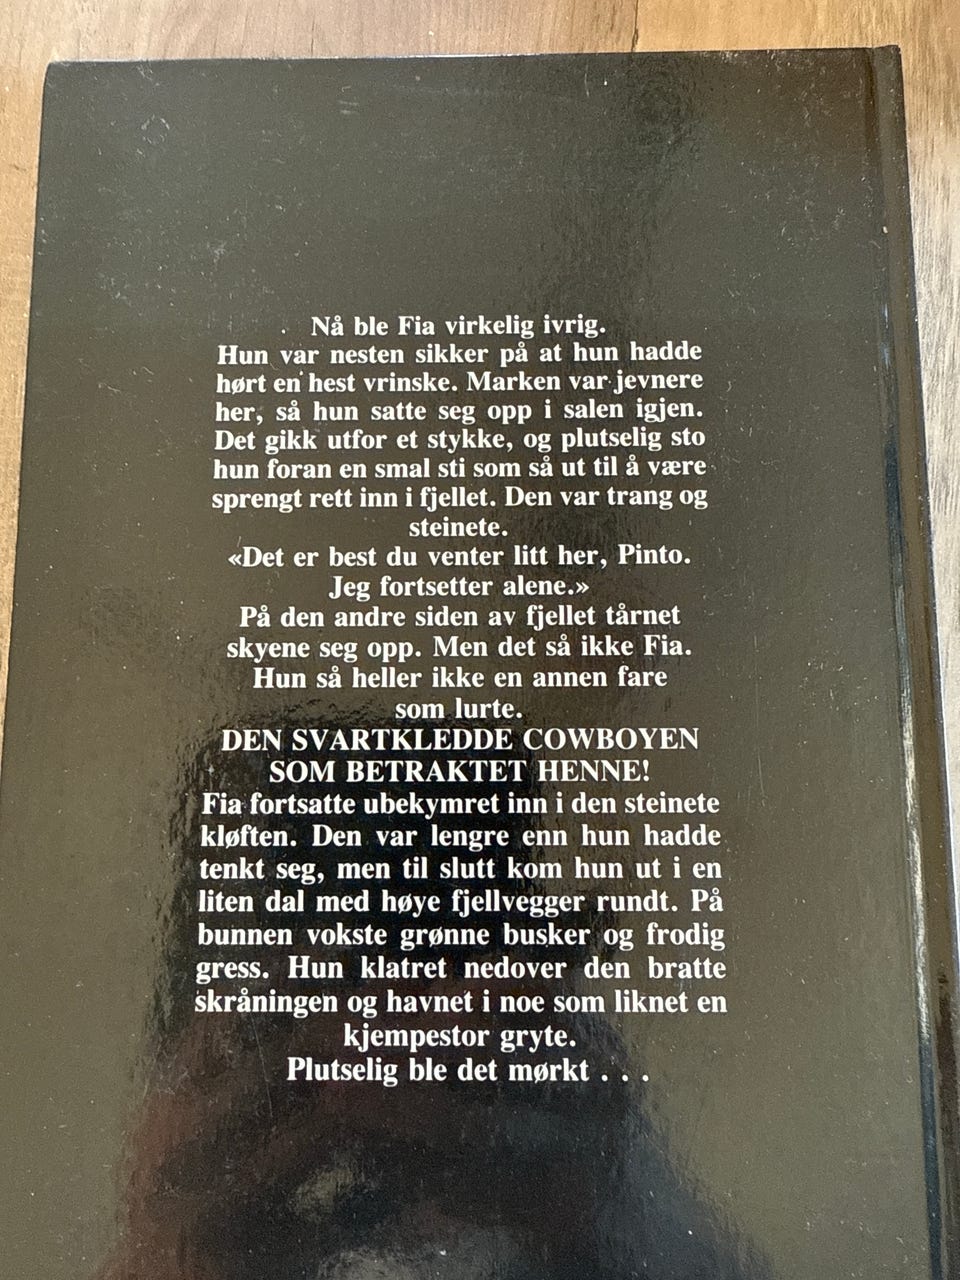 Nå ble Fia virkelig ivrig.
Hun var nesten sikker på at hun hadde
hørt en hest vrinske. Marken var jevnere
her, så hun satte seg opp i salen igjen.
Det gikk utfor et stykke, og plutselig sto
hun foran en smal sti som så ut til å være
sprengt rett inn i fjellet. Den var trang og
steinete.
«Det er best du venter litt her, Pinto.
Jeg fortsetter alene.»
På den andre siden av fjellet tårnet
skyene seg opp. Men det så ikke Fia.
Hun så heller ikke en annen fare
som lurte.
DEN SVARTKLEDDE COWBOYEN
SOM BETRAKTET HENNE!
Fia fortsatte ubekymret inn i den steinete
kløften. Den var lengre enn hun hadde
tenkt seg, men til slutt kom hun ut i en
liten dal med høye fjellvegger rundt. På
bunnen vokste grønne busker og frodig
gress. Hun klatret nedover den bratte
skråningen og havnet i noe som liknet en
kjempestor gryte.
Plutselig ble det mørkt . . .